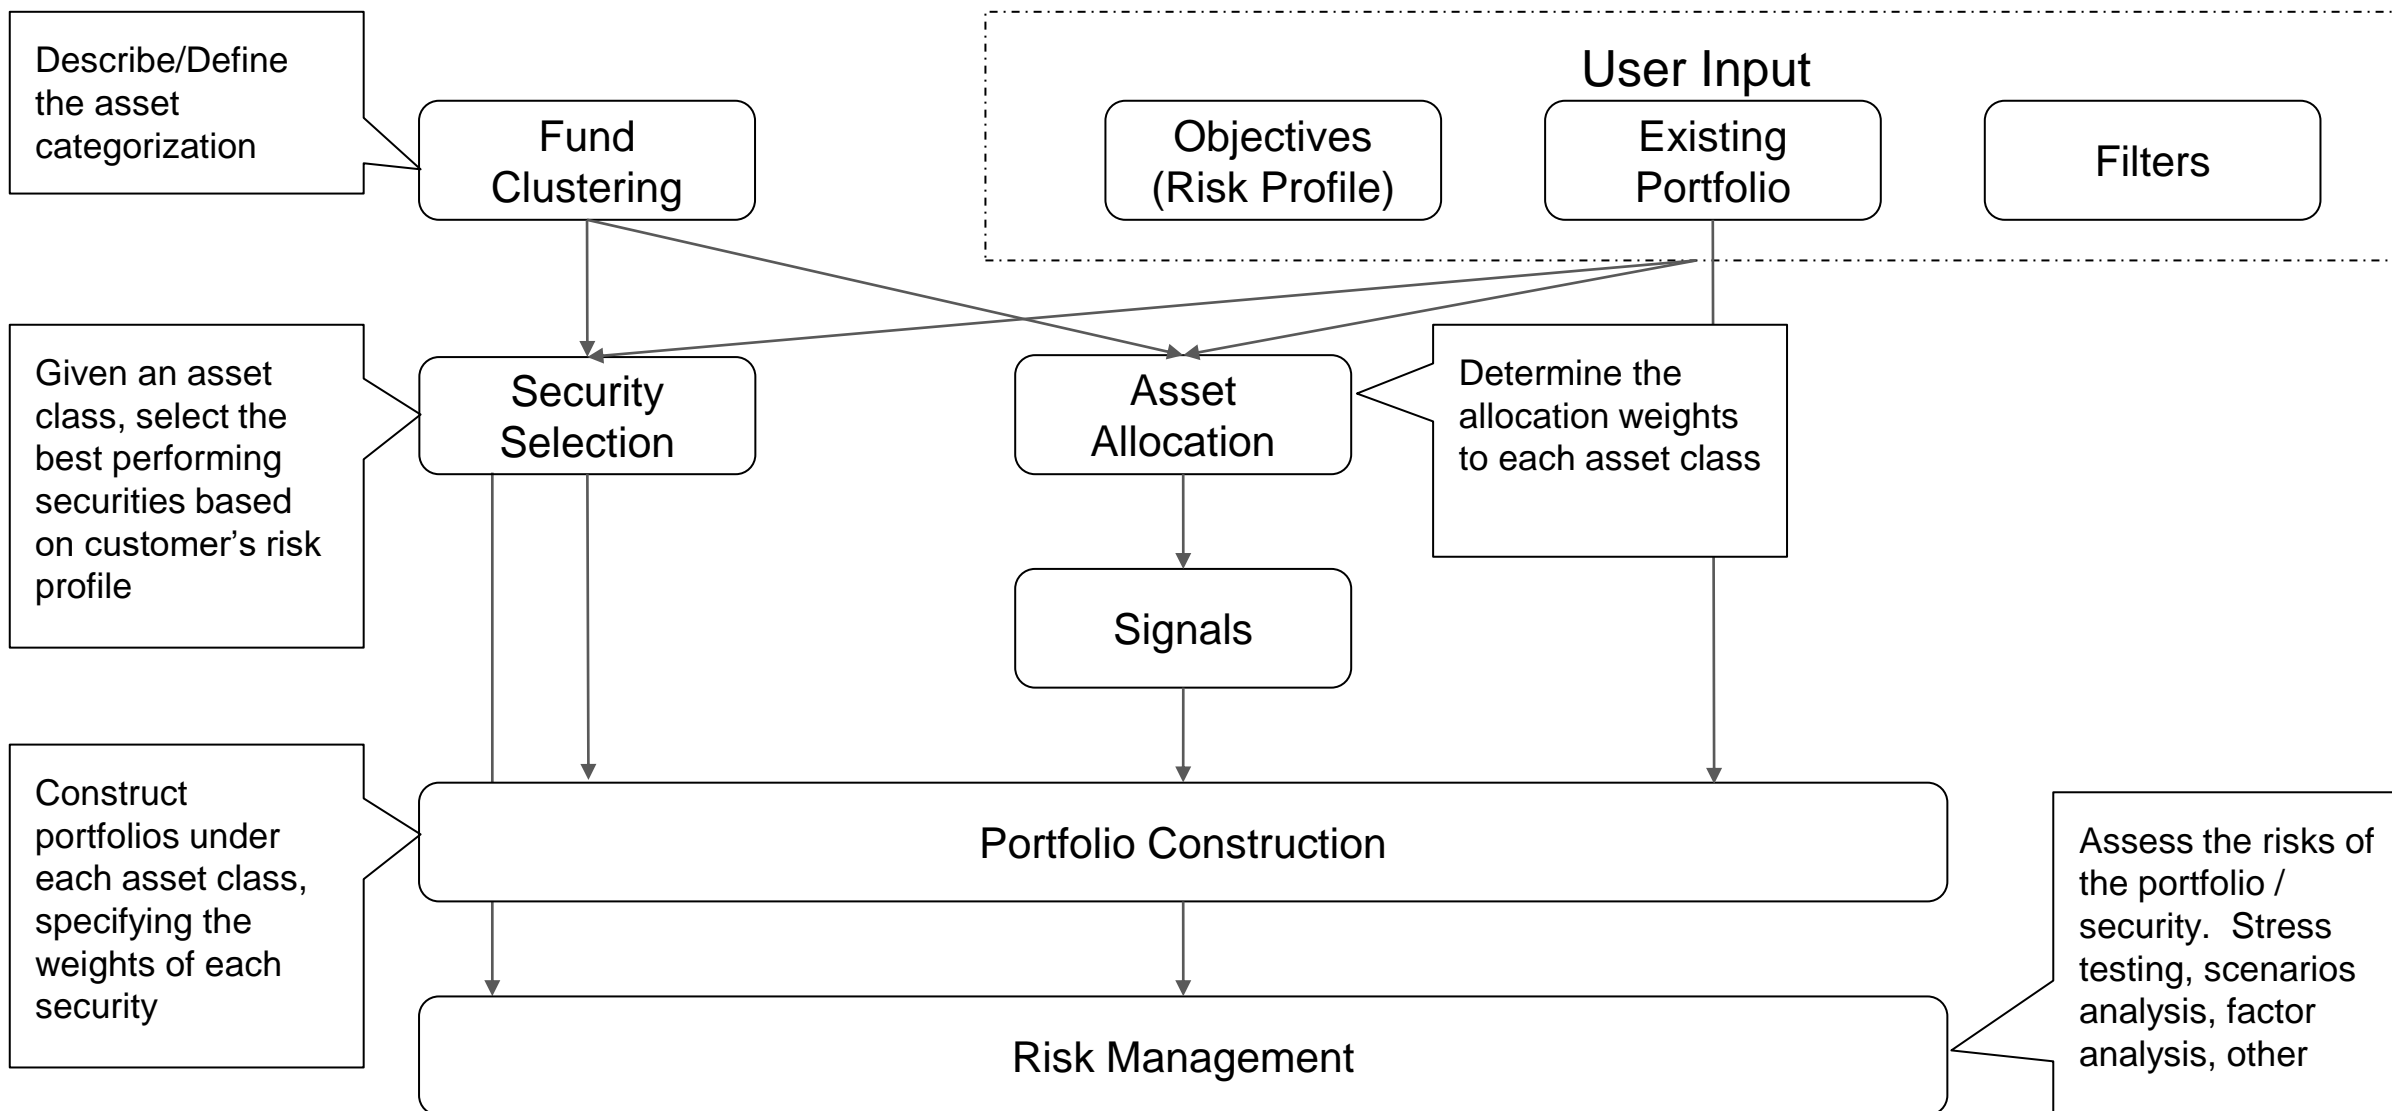 Describe/Define
the asset
categorization
Fund
Clustering
User Input
Objectives
(Risk Profile)
Existing
Portfolio
Filters
Given an asset
class, select the
best performing
securities based
on customer’s risk
profile
Security
Selection
Asset
Allocation
Determine the
allocation weights
to each asset class
Signals
Construct
portfolios under
each asset class,
specifying the
weights of each
security
Portfolio Construction
Assess the risks of
the portfolio /
security.  Stress
testing, scenarios
analysis, factor
analysis, other
Risk Management